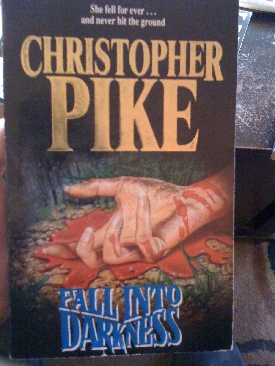 She fell for ever . . .
and never hit the ground
CHRISTOPHER
PIKE
FALL INTO
DARKNESS